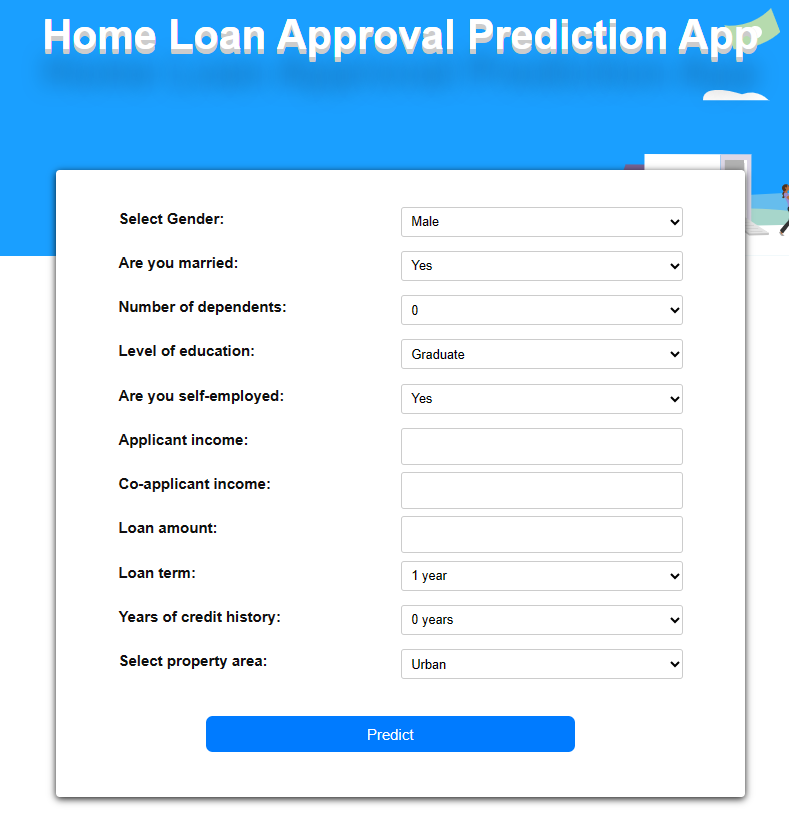 Home Loan Approval Prediction App
Select Gender: Male
Are you married: Yes
Number of dependents: 0
Level of education: Graduate
Are you self-employed: Yes
Applicant income:
Co-applicant income:
Loan amount:
Loan term: 1 year
Years of credit history: 0 years
Select property area: Urban
Predict